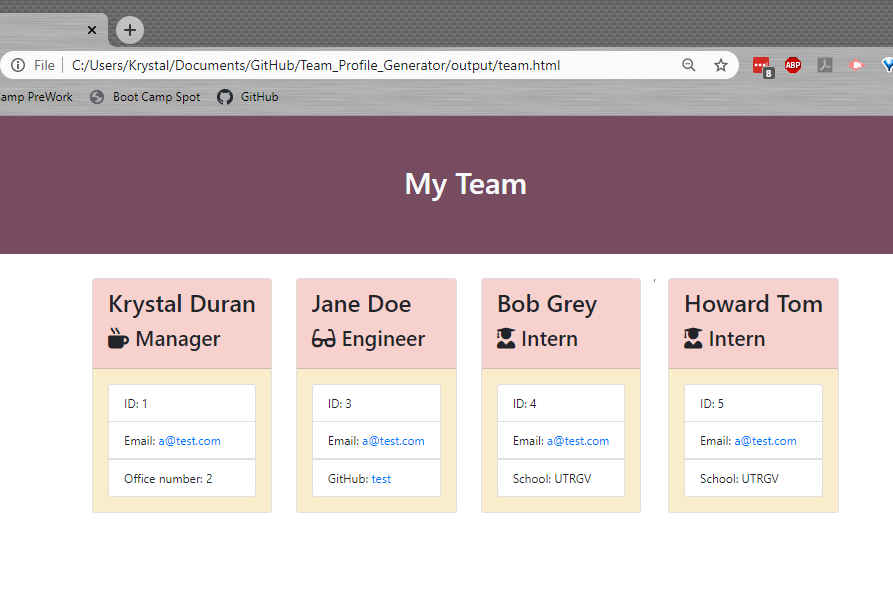 File C:/Users/Krystal/Documents/GitHub/Team_Profile_Generator/output/team.html
8
ABP
amp PreWork Boot Camp Spot GitHub
My Team
Krystal Duran
Manager
ID: 1
Email: a@test.com
Office number: 2
Jane Doe
Engineer
ID: 3
Email: a@test.com
GitHub: test
Bob Grey
Intern
ID: 4
Email: a@test.com
School: UTRGV
,
Howard Tom
Intern
ID: 5
Email: a@test.com
School: UTRGV